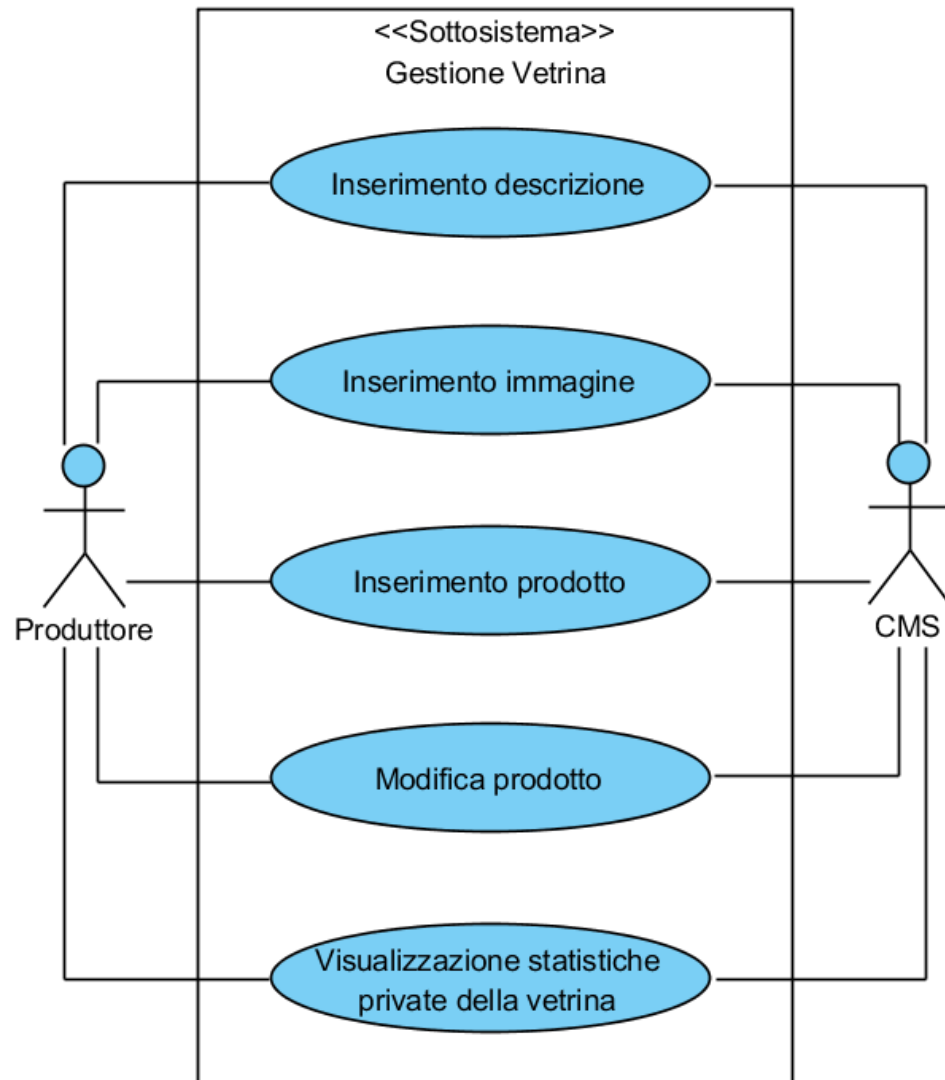 <<Sottosistema>>
Gestione Vetrina
Inserimento descrizione
Inserimento immagine
Inserimento prodotto
Produttore
CMS
Modifica prodotto
Visualizzazione statistiche
private della vetrina